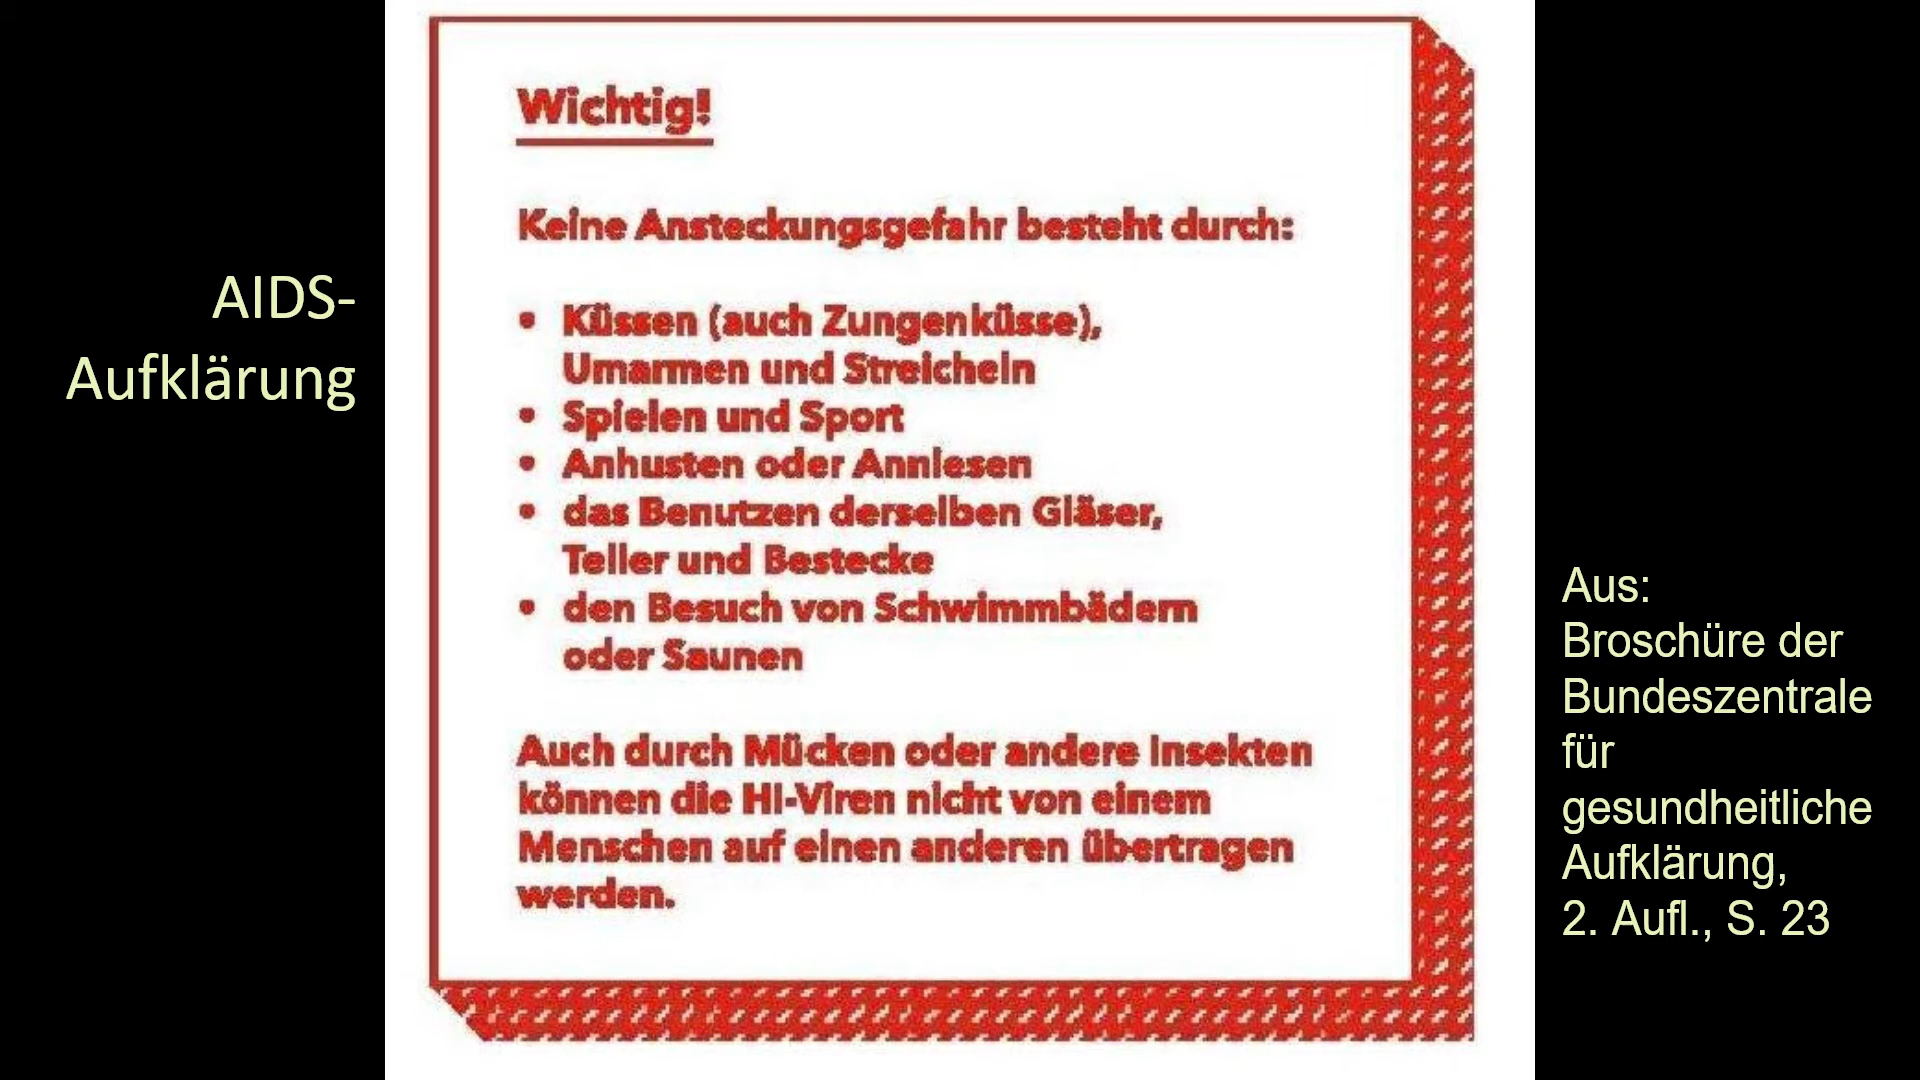 AIDS-
Aufklärung
Wichtig!
Keine Ansteckungsgefahr besteht durch:
• Küssen (auch Zungenküsse),
Umarmen und Streicheln
• Spielen und Sport
• Anhusten oder Anniesen
• das Benutzen derselben Gläser,
Teller und Bestecke
• den Besuch von Schwimmbädern
oder Saunen
Auch durch Mücken oder andere Insekten
können die HI-Viren nicht von einem
Menschen auf einen anderen übertragen
werden.
Aus:
Broschüre der
Bundeszentrale
für
gesundheitliche
Aufklärung,
2. Aufl., S. 23